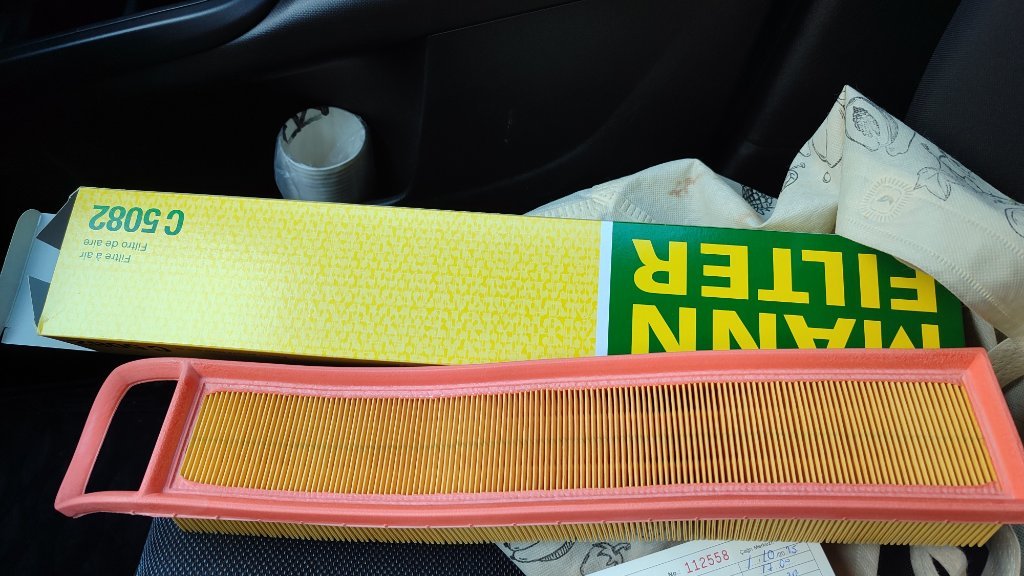 MANN
FILTER
C 5082
Filtre à air
Filtro de aire
No. 112558